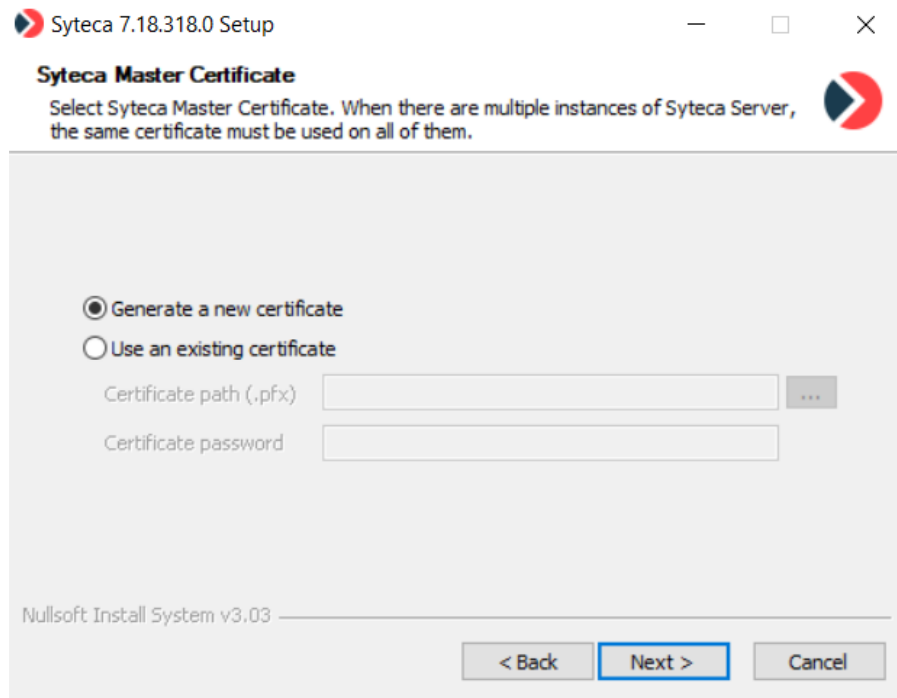 Syteca 7.18.318.0 Setup
Syteca Master Certificate
Select Syteca Master Certificate. When there are multiple instances of Syteca Server,
the same certificate must be used on all of them.
Generate a new certificate
Use an existing certificate
Certificate path (.pfx)
...
Certificate password
Nullsoft Install System v3.03
< Back
Next >
Cancel